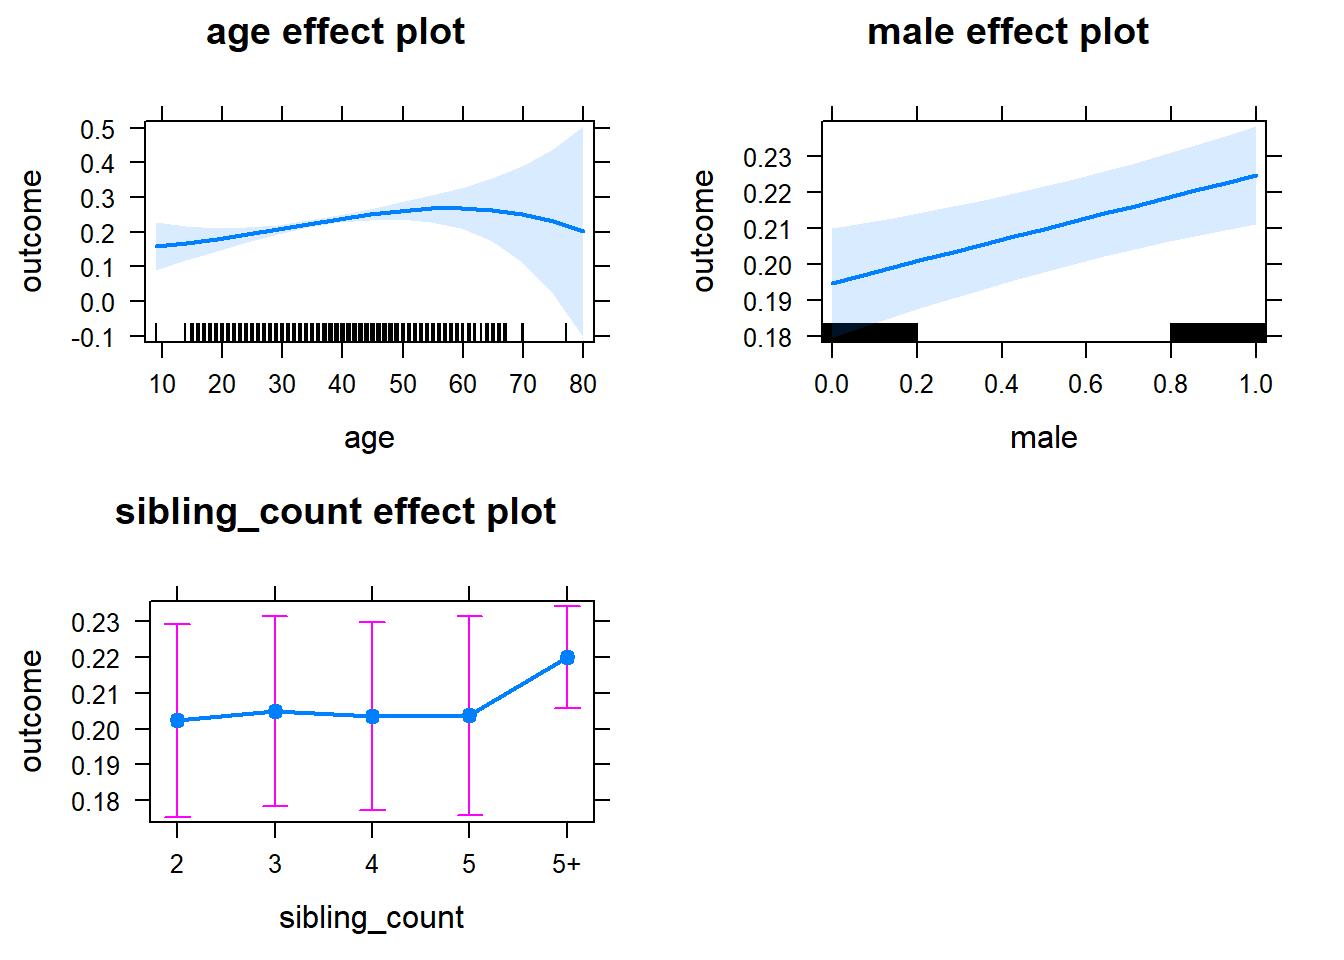 age effect plot
outcome
0.5
0.4
0.3
0.2
0.1
0.0
-0.1
10 20 30 40 50 60 70 80
age
male effect plot
outcome
0.23
0.22
0.21
0.20
0.19
0.18
0.0 0.2 0.4 0.6 0.8 1.0
male
sibling_count effect plot
outcome
0.23
0.22
0.21
0.20
0.19
0.18
2 3 4 5 5+
sibling_count